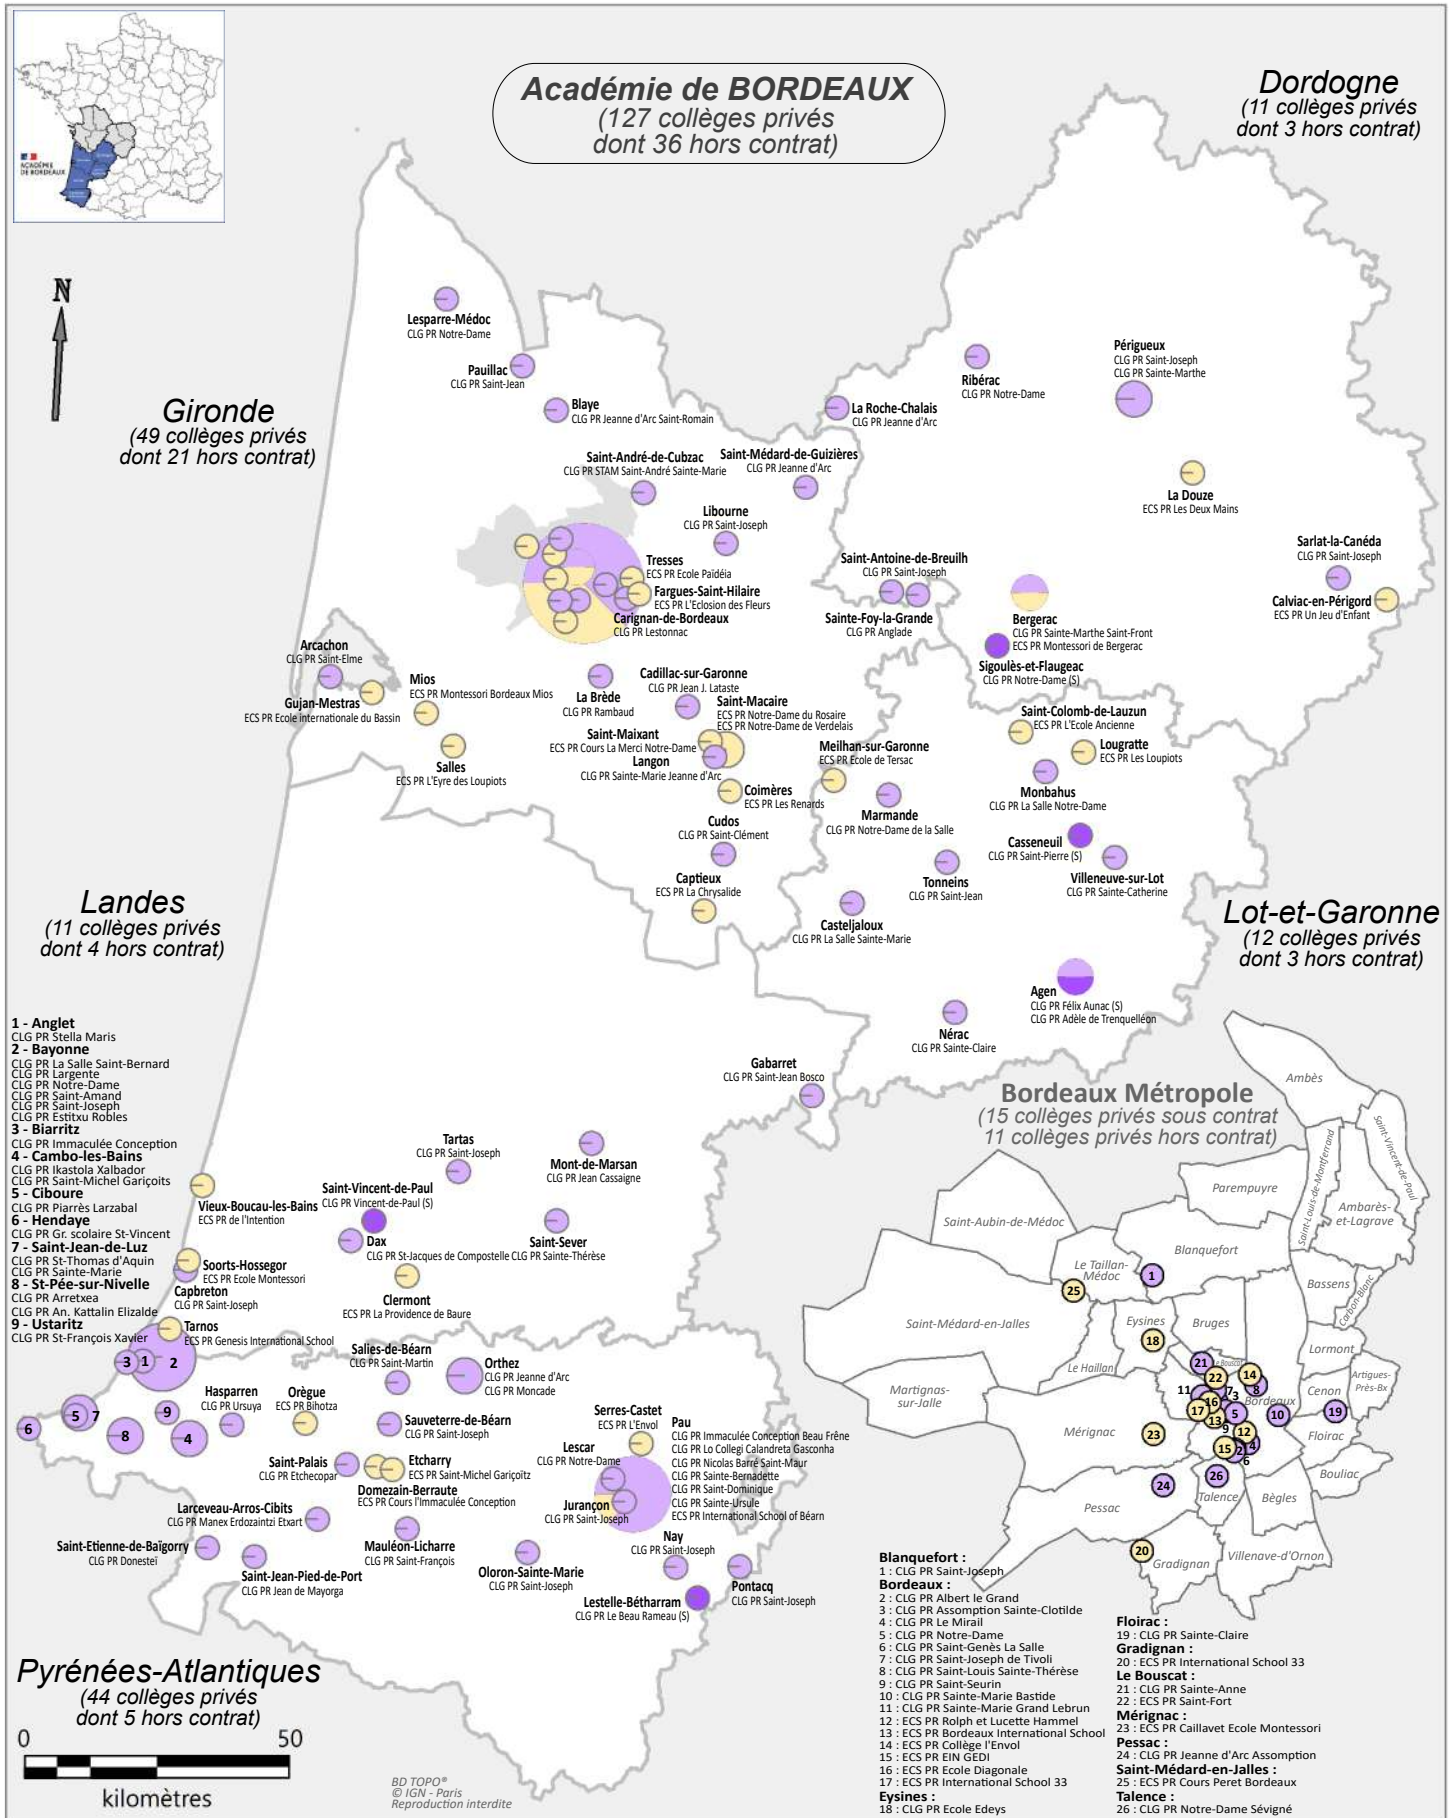 Académie de BORDEAUX
(127 collèges privés
dont 36 hors contrat)
Dordogne
(11 collèges privés
dont 3 hors contrat)
ACADÉMIE
DE BORDEAUX
N
Gironde
(49 collèges privés
dont 21 hors contrat)
Lesparre-Médoc
CLG PR Notre-Dame
Pauillac
CLG PR Saint-Jean
Blaye
CLG PR Jeanne d'Arc Saint-Romain
Saint-André-de-Cubzac
CLG PR STAM Saint-André Sainte-Marie
Saint-Médard-de-Guizières
CLG PR Jeanne d'Arc
Libourne
CLG PR Saint-Joseph
Tresses
ECS PR Ecole Païdéia
Fargues-Saint-Hilaire
ECS PR L'Eclosion des Fleurs
Carignan-de-Bordeaux
CLG PR Lestonnac
Arcachon
CLG PR Saint-Elme
Gujan-Mestras
ECS PR Ecole internationale du Bassin
Mios
ECS PR Montessori Bordeaux Mios
Salles
ECS PR L'Eyre des Loupiots
La Brède
CLG PR Rambaud
Cadillac-sur-Garonne
CLG PR Jean J. Lataste
Saint-Macaire
ECS PR Notre-Dame du Rosaire
ECS PR Notre-Dame de Verdelais
Saint-Maixant
ECS PR Cours La Merci Notre-Dame
Langon
CLG PR Sainte-Marie Jeanne d'Arc
Coimères
ECS PR Les Renards
Cudos
CLG PR Saint-Clément
Captieux
ECS PR La Chrysalide
La Roche-Chalais
CLG PR Jeanne d'Arc
Ribérac
CLG PR Notre-Dame
Périgueux
CLG PR Saint-Joseph
CLG PR Sainte-Marthe
La Douze
ECS PR Les Deux Mains
Sarlat-la-Canéda
CLG PR Saint-Joseph
Calviac-en-Périgord
ECS PR Un Jeu d'Enfant
Saint-Antoine-de-Breuilh
CLG PR Saint-Joseph
Sainte-Foy-la-Grande
CLG PR Anglade
Bergerac
CLG PR Sainte-Marthe Saint-Front
ECS PR Montessori de Bergerac
Sigoulès-et-Flaugeac
CLG PR Notre-Dame (S)
Saint-Colomb-de-Lauzun
ECS PR L'Ecole Ancienne
Lougratte
ECS PR Les Loupiots
Monbahus
CLG PR La Salle Notre-Dame
Meilhan-sur-Garonne
ECS PR Ecole de Tersac
Marmande
CLG PR Notre-Dame de la Salle
Casseneuil
CLG PR Saint-Pierre (S)
Villeneuve-sur-Lot
CLG PR Sainte-Catherine
Tonneins
CLG PR Saint-Jean
Casteljaloux
CLG PR La Salle Sainte-Marie
Agen
CLG PR Félix Aunac (S)
CLG PR Adèle de Trenquelléon
Nérac
CLG PR Sainte-Claire
Lot-et-Garonne
(12 collèges privés
dont 3 hors contrat)
Landes
(11 collèges privés
dont 4 hors contrat)
1 - Anglet
CLG PR Stella Maris
2 - Bayonne
CLG PR La Salle Saint-Bernard
CLG PR Largente
CLG PR Notre-Dame
CLG PR Saint-Amand
CLG PR Saint-Joseph
CLG PR Estitxu Robles
3 - Biarritz
CLG PR Immaculée Conception
4 - Cambo-les-Bains
CLG PR Ikastola Xalbador
CLG PR Saint-Michel Gariçoits
5 - Ciboure
CLG PR Piarrès Larzabal
6 - Hendaye
CLG PR Gr. scolaire St-Vincent
7 - Saint-Jean-de-Luz
CLG PR St-Thomas d'Aquin
CLG PR Sainte-Marie
8 - St-Pée-sur-Nivelle
CLG PR Arretxea
CLG PR An. Kattalin Elizalde
9 - Ustaritz
CLG PR St-François Xavier
Gabarret
CLG PR Saint-Jean Bosco
Tartas
CLG PR Saint-Joseph
Mont-de-Marsan
CLG PR Jean Cassaigne
Vieux-Boucau-les-Bains
ECS PR de l'Intention
Saint-Vincent-de-Paul
CLG PR Vincent-de-Paul (S)
Dax
CLG PR St-Jacques de Compostelle
Saint-Sever
CLG PR Sainte-Thérèse
Soorts-Hossegor
ECS PR Ecole Montessori
Capbreton
CLG PR Saint-Joseph
Clermont
ECS PR La Providence de Baure
Tarnos
ECS PR Genesis International School
3 1 2
5 7
6
8
9
4
Salies-de-Béarn
CLG PR Saint-Martin
Orthez
CLG PR Jeanne d'Arc
CLG PR Moncade
Hasparren
CLG PR Ursuya
Orègue
ECS PR Bihotza
Sauveterre-de-Béarn
CLG PR Saint-Joseph
Serres-Castet
ECS PR L'Envol
Pau
CLG PR Immaculée Conception Beau Frêne
CLG PR Lo Collegi Calandreta Gasconha
CLG PR Nicolas Barré Saint-Maur
CLG PR Sainte-Bernadette
CLG PR Saint-Dominique
CLG PR Sainte-Ursule
ECS PR International School of Béarn
Lescar
CLG PR Notre-Dame
Jurançon
CLG PR Saint-Joseph
Saint-Palais
CLG PR Etchecopar
Etcharry
ECS PR Saint-Michel Gariçoitz
Domezain-Berraute
ECS PR Cours l'Immaculée Conception
Larceveau-Arros-Cibits
CLG PR Manex Erdozaintzi Etxart
Saint-Etienne-de-Baïgorry
CLG PR Donesteï
Saint-Jean-Pied-de-Port
CLG PR Jean de Mayorga
Mauléon-Licharre
CLG PR Saint-François
Oloron-Sainte-Marie
CLG PR Saint-Joseph
Nay
CLG PR Saint-Joseph
Pontacq
CLG PR Saint-Joseph
Lestelle-Bétharram
CLG PR Le Beau Rameau (S)
Pyrénées-Atlantiques
(44 collèges privés
dont 5 hors contrat)
0 50
kilomètres
BD TOPO®
© IGN - Paris
Reproduction interdite
Bordeaux Métropole
(15 collèges privés sous contrat
11 collèges privés hors contrat)
Ambès
Saint-Vincent-de-Paul
Saint-Louis-de-Montferrand
Ambarès-
et-Lagrave
Parempuyre
Saint-Aubin-de-Médoc
Blanquefort
Le Taillan-
Médoc
Bassens
Carbon-Blanc
Saint-Médard-en-Jalles
Eysines
Bruges
Lormont
Le Haillan
Le Bouscat
Artigues-
Près-Bx
Cenon
Martignas-
sur-Jalle
Bordeaux
Mérignac
Floirac
Bouliac
Pessac
Talence
Bègles
Gradignan
Villenave-d'Ornon
1
25
18
21
22
14
8
11
7
3
16
17
13
5
10
19
9
12
23
15
2
4
6
26
24
20
Blanquefort :
1 : CLG PR Saint-Joseph
Bordeaux :
2 : CLG PR Albert le Grand
3 : CLG PR Assomption Sainte-Clotilde
4 : CLG PR Le Mirail
5 : CLG PR Notre-Dame
6 : CLG PR Saint-Genès La Salle
7 : CLG PR Saint-Joseph de Tivoli
8 : CLG PR Saint-Louis Sainte-Thérèse
9 : CLG PR Saint-Seurin
10 : CLG PR Sainte-Marie Bastide
11 : CLG PR Sainte-Marie Grand Lebrun
12 : ECS PR Rolph et Lucette Hammel
13 : ECS PR Bordeaux International School
14 : ECS PR Collège l'Envol
15 : ECS PR EIN GEDI
16 : ECS PR Ecole Diagonale
17 : ECS PR International School 33
Eysines :
18 : CLG PR Ecole Edeys
Floirac :
19 : CLG PR Sainte-Claire
Gradignan :
20 : ECS PR International School 33
Le Bouscat :
21 : CLG PR Sainte-Anne
22 : ECS PR Saint-Fort
Mérignac :
23 : ECS PR Caillavet Ecole Montessori
Pessac :
24 : CLG PR Jeanne d'Arc Assomption
Saint-Médard-en-Jalles :
25 : ECS PR Cours Peret Bordeaux
Talence :
26 : CLG PR Notre-Dame Sévigné